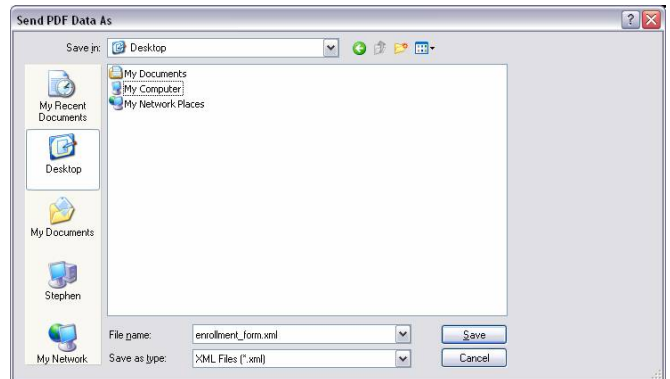 Send PDF Data As
Save in:
Desktop
My Documents
My Computer
My Network Places
My Recent
Documents
Desktop
My Documents
Stephen
My Network
File name:
enrollment_form.xml
Save
Save as type:
XML Files (*.xml)
Cancel